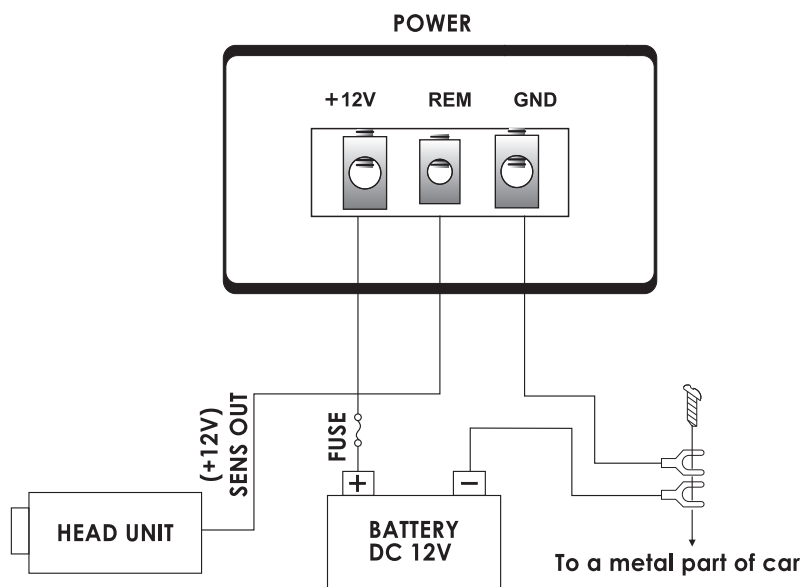 POWER
+12V REM GND
(+12V)
SENS OUT
FUSE
+ −
HEAD UNIT
BATTERY
DC 12V
To a metal part of car